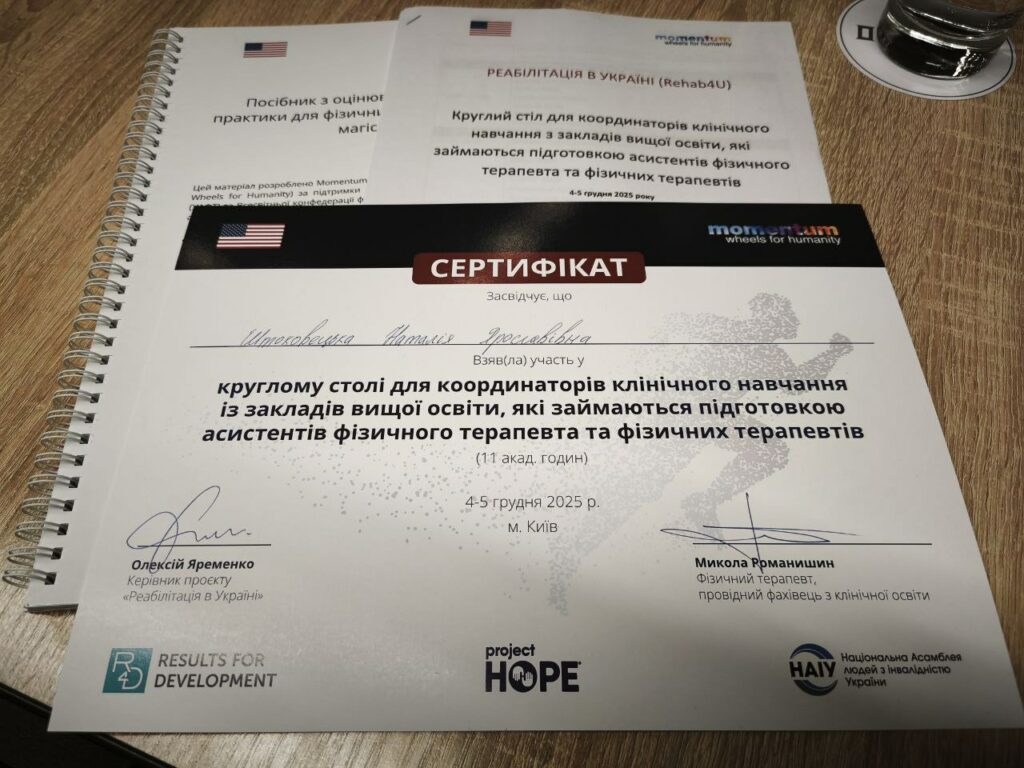 Посібник з оцінюв
практики для фізичн
магіс
Цей матеріал розроблено Momentum
Wheels for Humanity) за підтримки
momentum
wheels for humanity
РЕАБІЛІТАЦІЯ В УКРАЇНІ (Rehab4U)
Круглий стіл для координаторів клінічного
навчання з закладів вищої освіти, які
займаються підготовкою асистентів фізичного
терапевта та фізичних терапевтів
4-5 грудня 2025 року
momentum
wheels for humanity
СЕРТИФІКАТ
Засвідчує, що
Наталія Ярославівна
Взяв(ла) участь у
круглому столі для координаторів клінічного навчання
із закладів вищої освіти, які займаються підготовкою
асистентів фізичного терапевта та фізичних терапевтів
(11 акад. годин)
4-5 грудня 2025 р.
м. Київ
Олексій Яременко
Керівник проєкту
«Реабілітація в Україні»
Микола Романишин
Фізичний терапевт,
провідний фахівець з клінічної освіти
R4D
RESULTS FOR
DEVELOPMENT
project
HOPE
НАІУ
Національна Асамблея
людей з інвалідністю
України